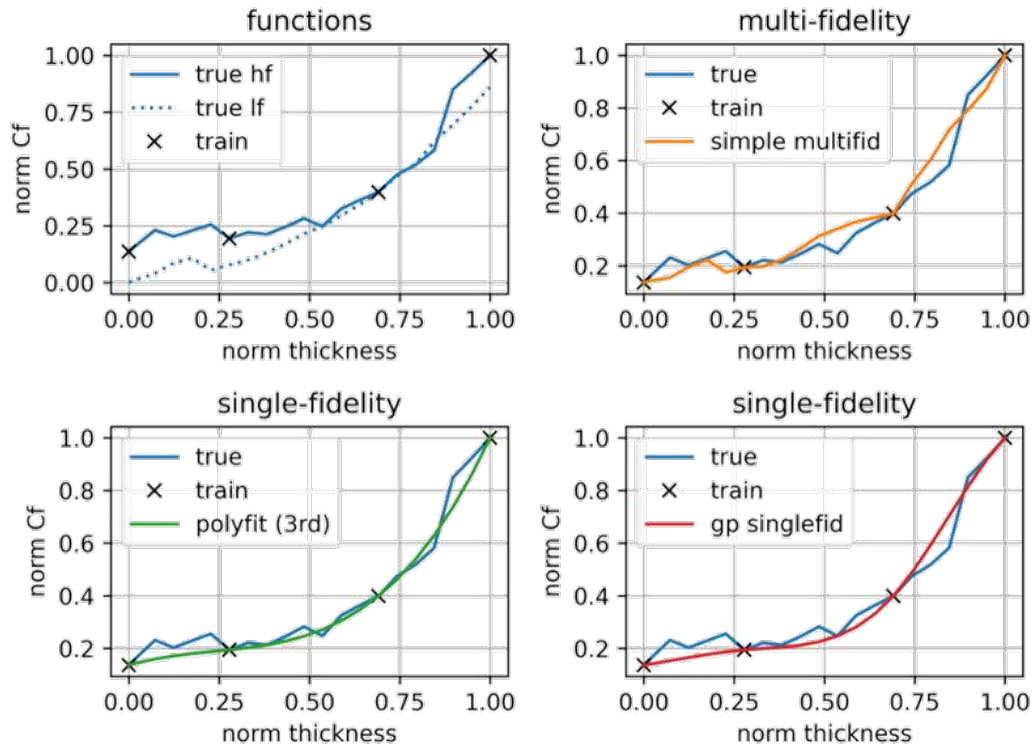 functions
1.00
0.75
0.50
0.25
0.00
norm Cf
true hf
true lf
train
0.00 0.25 0.50 0.75 1.00
norm thickness
multi-fidelity
1.0
0.8
0.6
0.4
0.2
norm Cf
true
train
simple multifid
0.00 0.25 0.50 0.75 1.00
norm thickness
single-fidelity
1.0
0.8
0.6
0.4
0.2
norm Cf
true
train
polyfit (3rd)
0.00 0.25 0.50 0.75 1.00
norm thickness
single-fidelity
1.0
0.8
0.6
0.4
0.2
norm Cf
true
train
gp singlefid
0.00 0.25 0.50 0.75 1.00
norm thickness